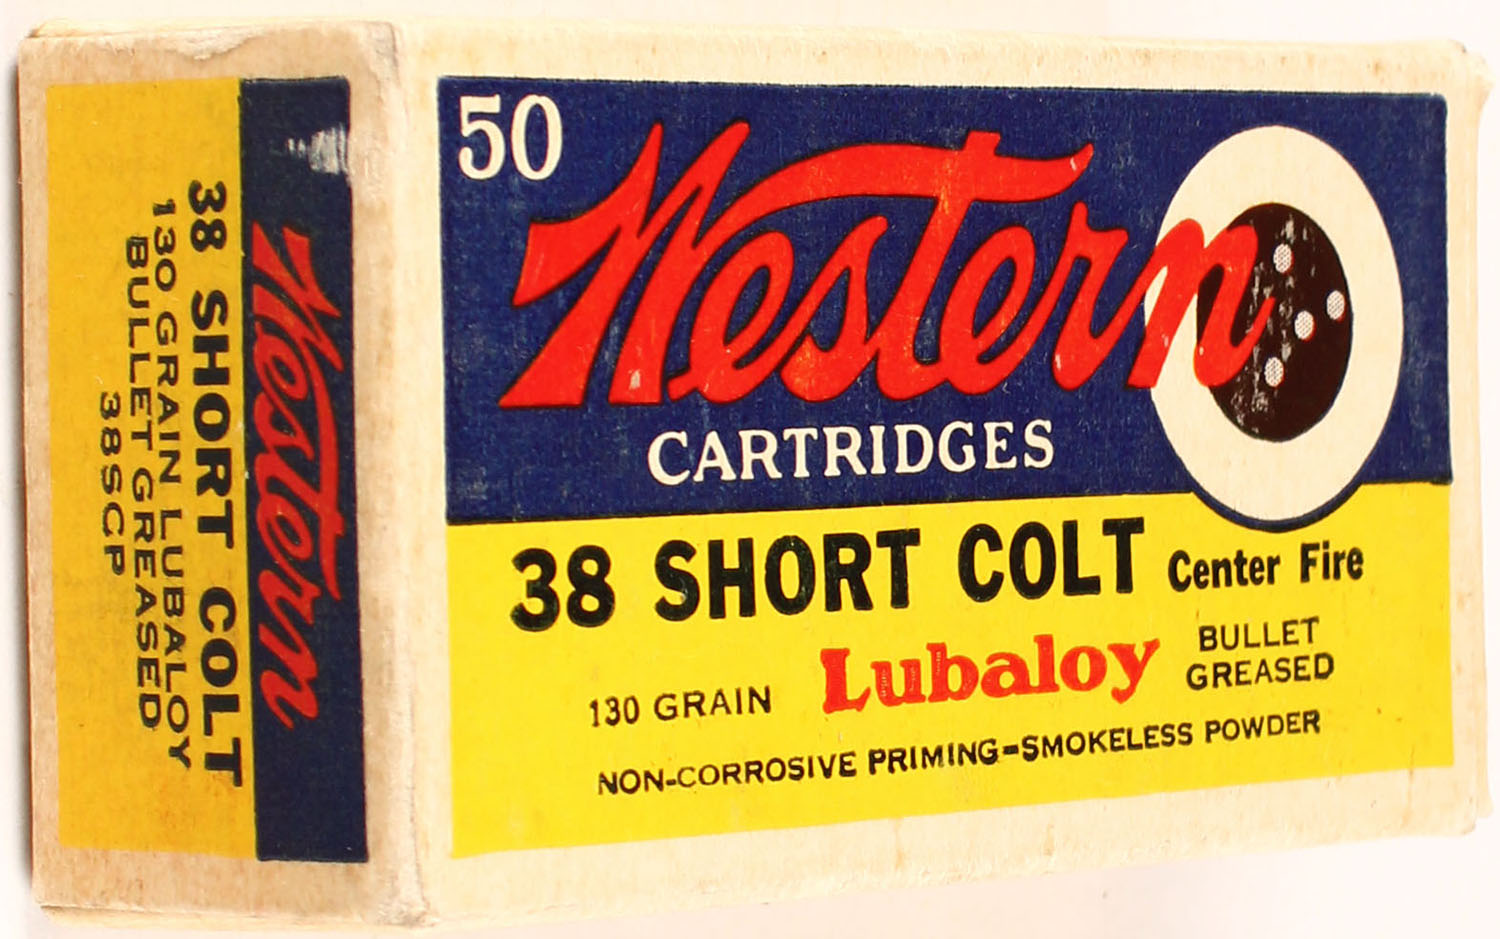 50
Western
CARTRIDGES
38 SHORT COLT Center Fire
130 GRAIN Lubaloy BULLET GREASED
NON-CORROSIVE PRIMING-SMOKELESS POWDER
Western
38 SHORT COLT
130 GRAIN LUBALOY
BULLET GREASED
38SCP